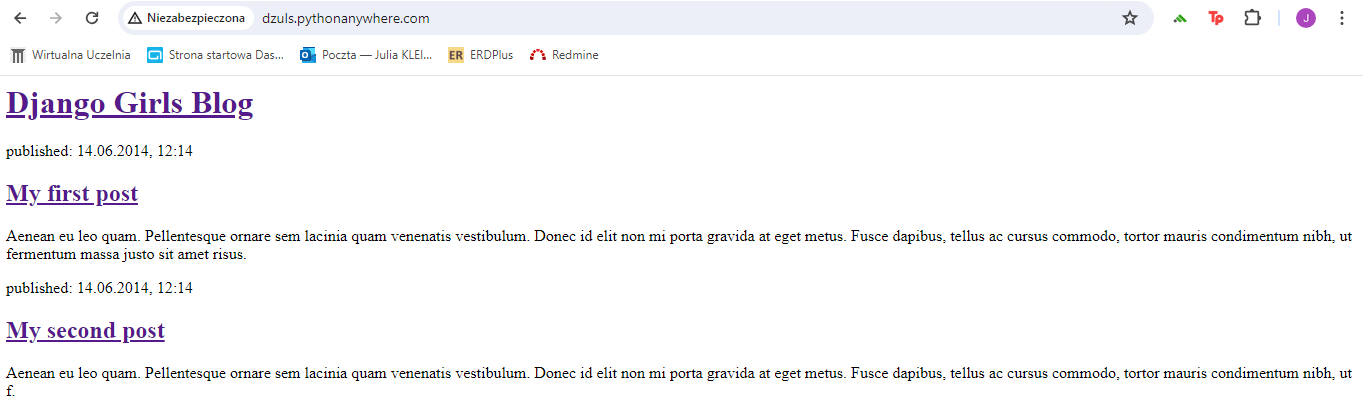 Niezabezpieczona dzuls.pythonanywhere.com Tp J
Wirtualna Uczelnia Strona startowa Das... Poczta — Julia KLEI... ER ERDPlus Redmine
Django Girls Blog
published: 14.06.2014, 12:14
My first post
Aenean eu leo quam. Pellentesque ornare sem lacinia quam venenatis vestibulum. Donec id elit non mi porta gravida at eget metus. Fusce dapibus, tellus ac cursus commodo, tortor mauris condimentum nibh, ut
fermentum massa justo sit amet risus.
published: 14.06.2014, 12:14
My second post
Aenean eu leo quam. Pellentesque ornare sem lacinia quam venenatis vestibulum. Donec id elit non mi porta gravida at eget metus. Fusce dapibus, tellus ac cursus commodo, tortor mauris condimentum nibh, ut
f.